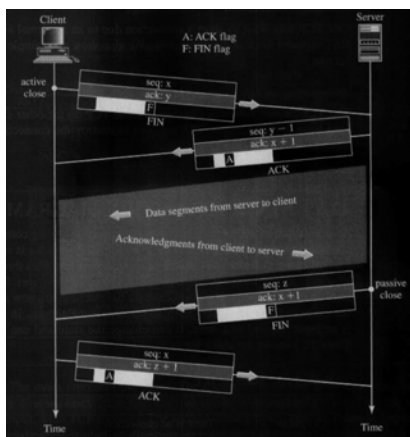 Client
Server
A: ACK flag
F: FIN flag
active
close
seq: x
ack: y
F
FIN
seq: y − 1
ack: x + 1
A
ACK
Data segments from server to client
Acknowledgments from client to server
passive
close
seq: z
ack: x +1
F
FIN
seq: x
ack: z + 1
A
ACK
Time
Time